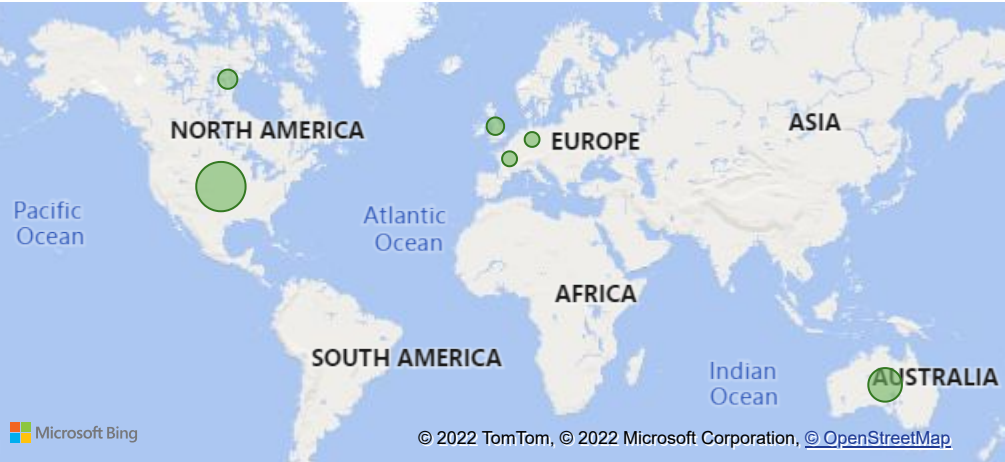 NORTH AMERICA
EUROPE
ASIA
Pacific
Ocean
Atlantic
Ocean
AFRICA
SOUTH AMERICA
Indian
Ocean
AUSTRALIA
Microsoft Bing
© 2022 TomTom, © 2022 Microsoft Corporation, © OpenStreetMap